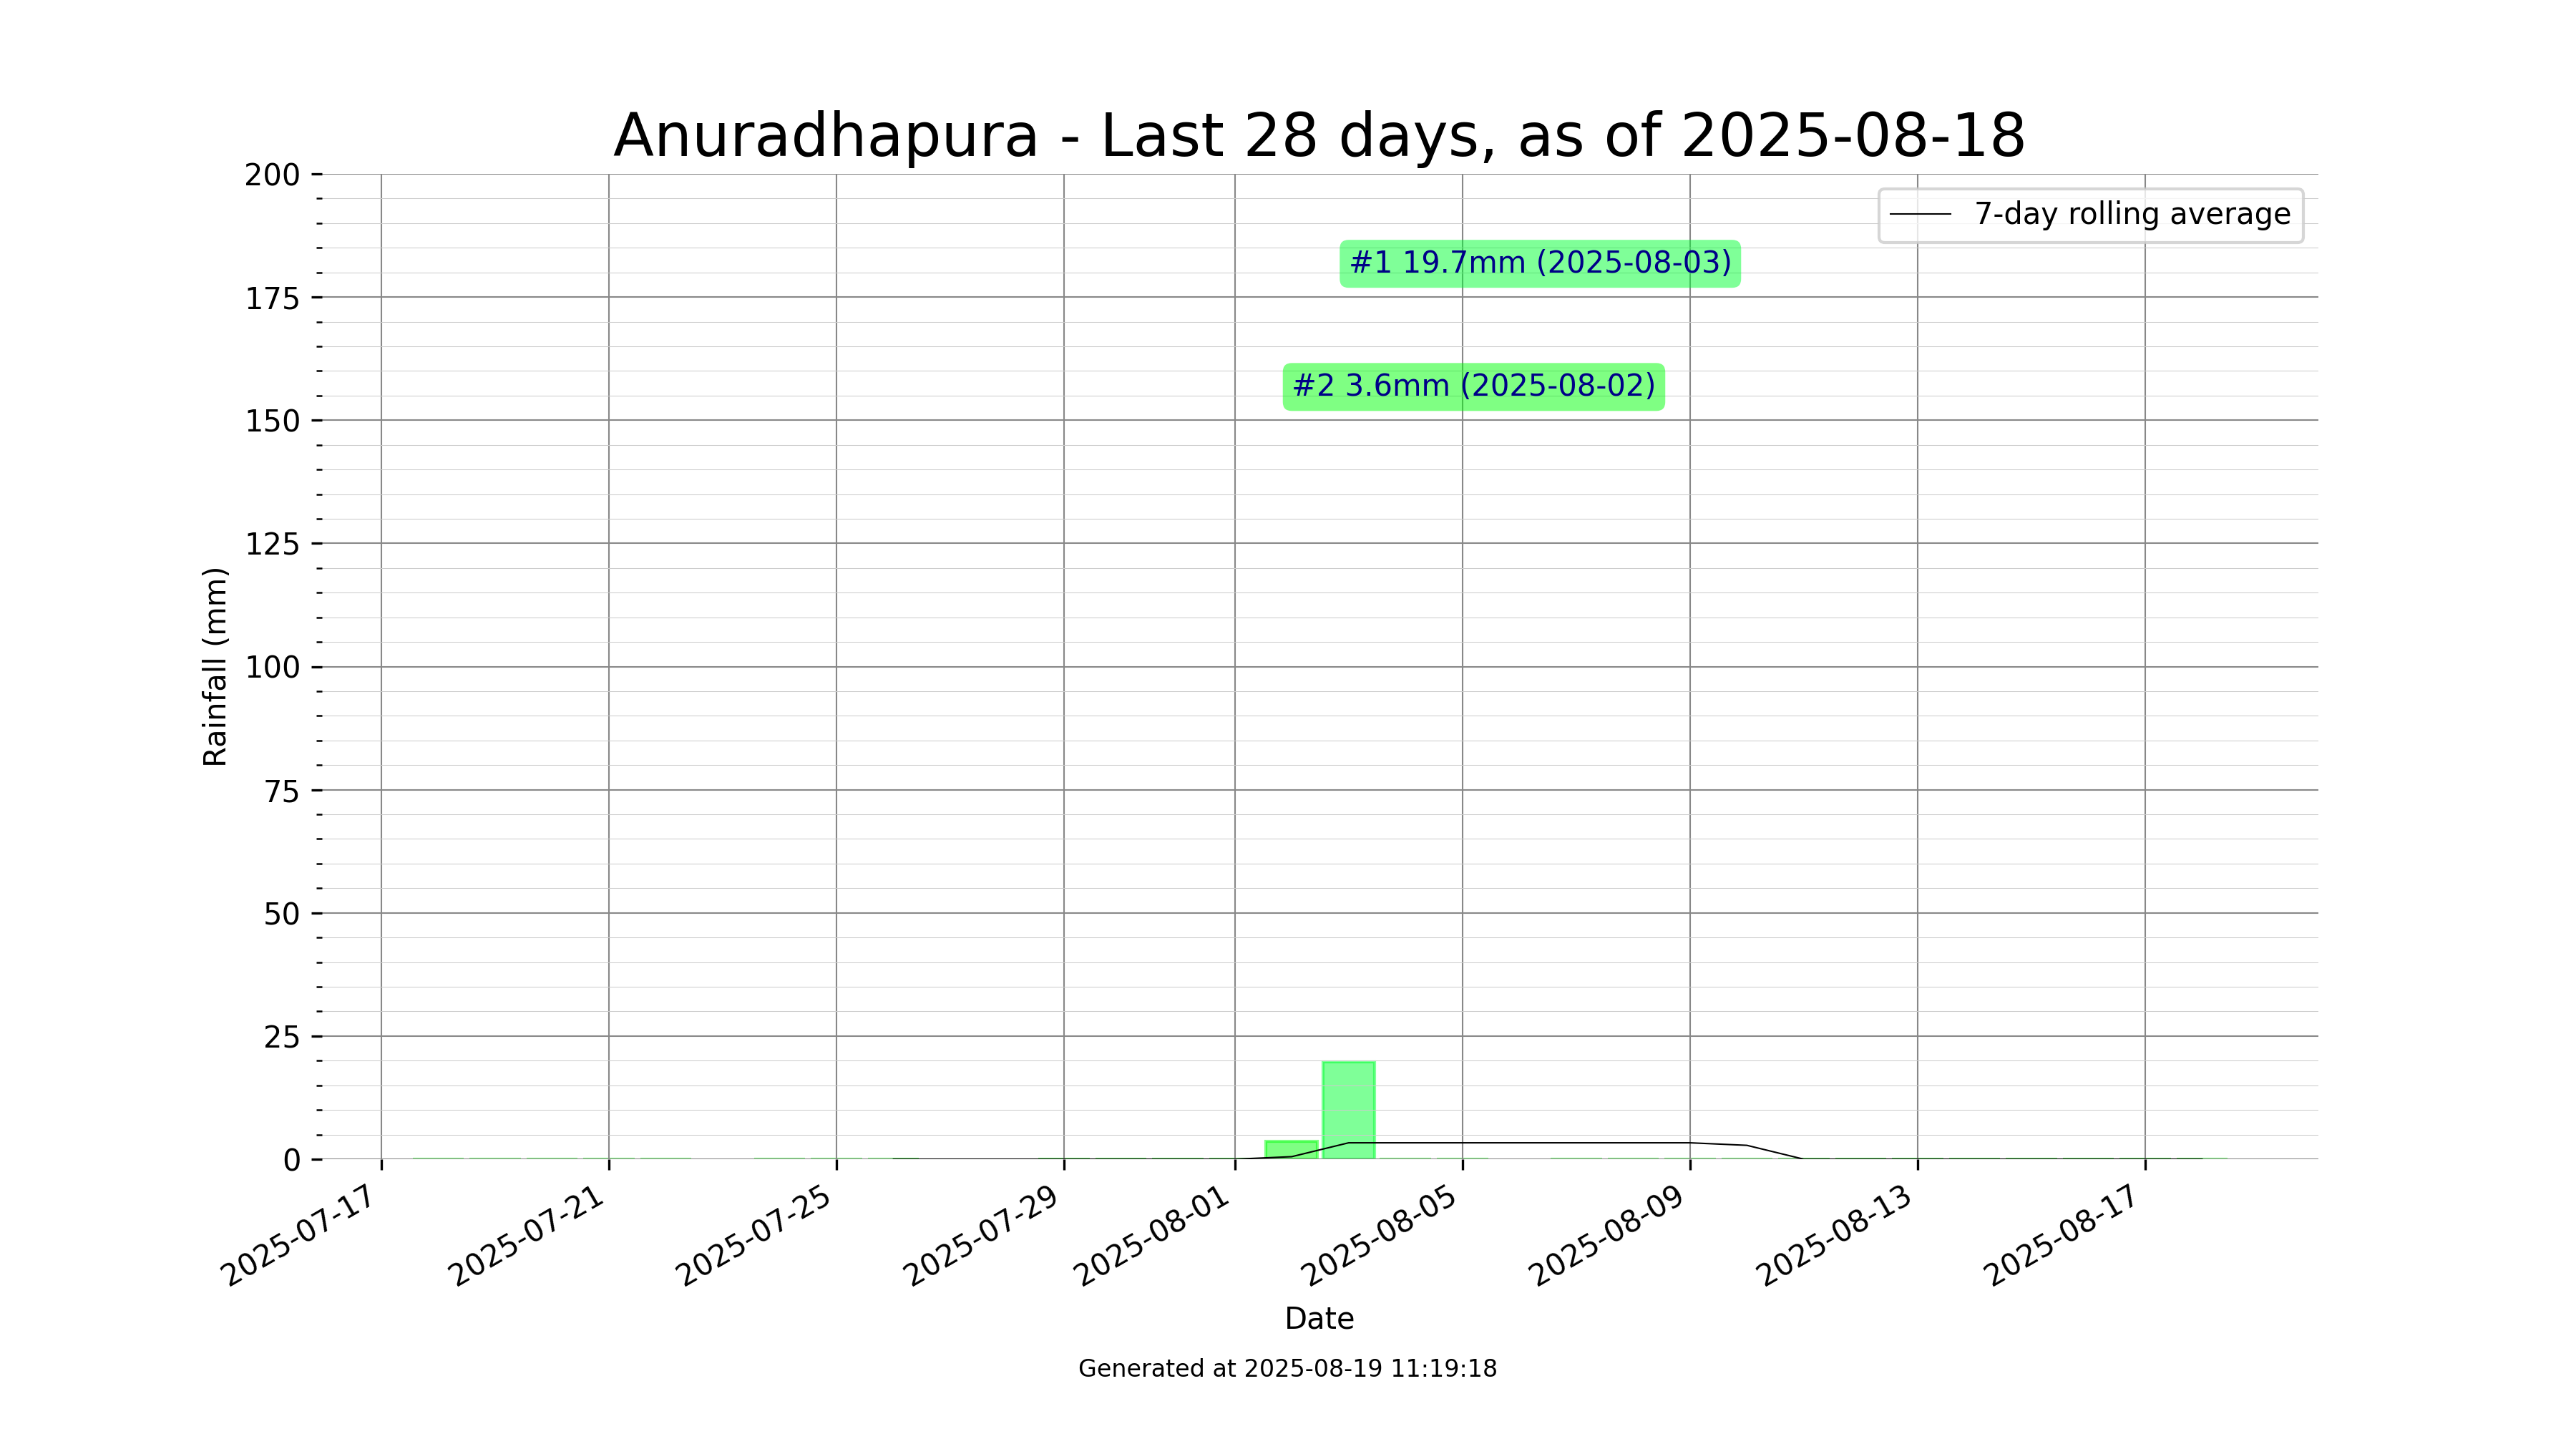 Anuradhapura - Last 28 days, as of 2025-08-18
200
175
150
125
100
75
50
25
0
Rainfall (mm)
7-day rolling average
#1 19.7mm (2025-08-03)
#2 3.6mm (2025-08-02)
2025-07-17
2025-07-21
2025-07-25
2025-07-29
2025-08-01
2025-08-05
2025-08-09
2025-08-13
2025-08-17
Date
Generated at 2025-08-19 11:19:18